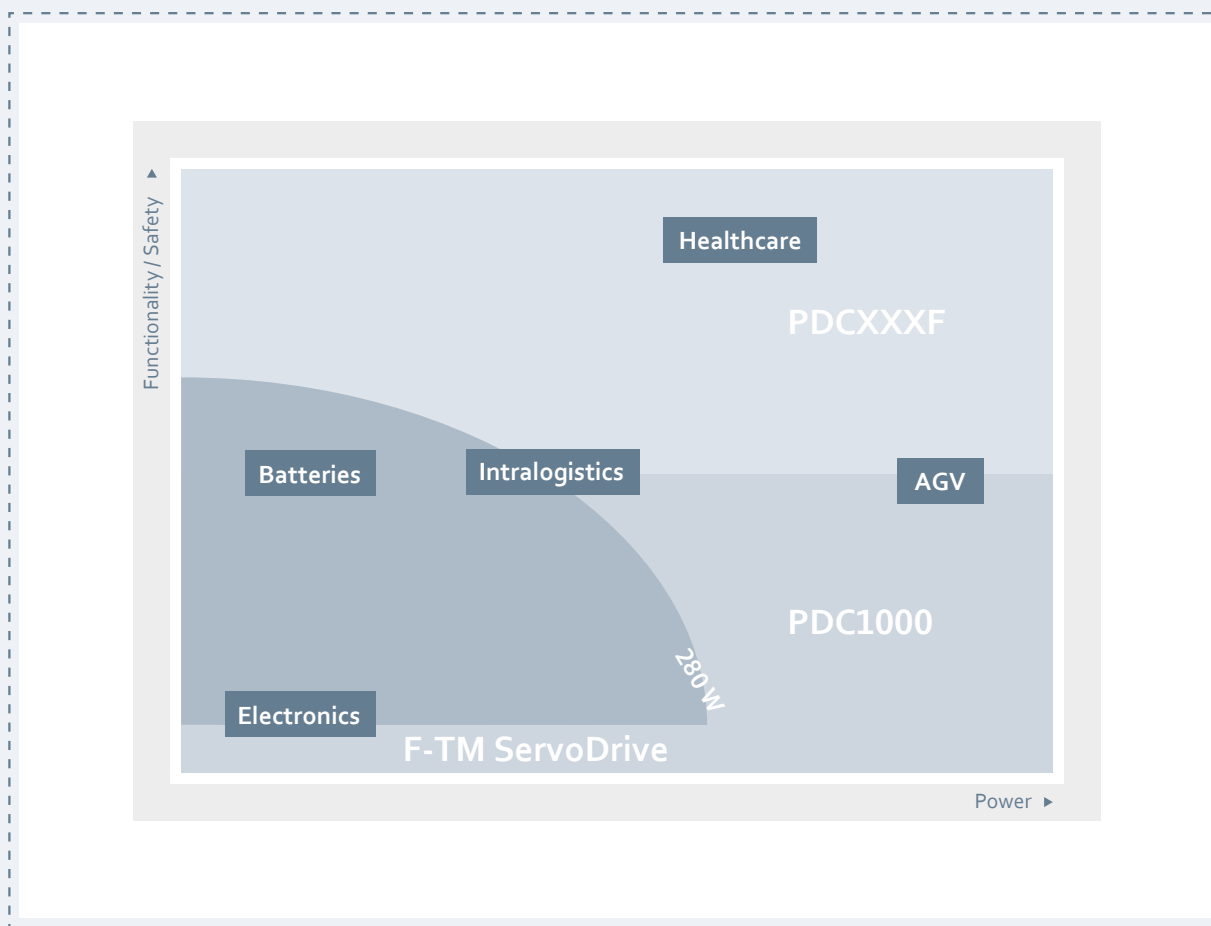 Functionality / Safety
Healthcare
PDCXXXF
Batteries
Intralogistics
AGV
PDC1000
280 W
Electronics
F-TM ServoDrive
Power